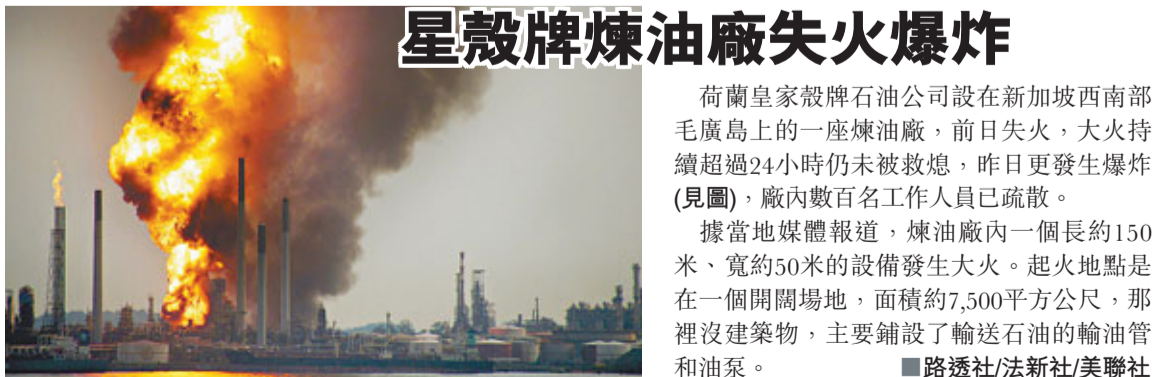 星殼牌煉油廠失火爆炸
荷蘭皇家殼牌石油公司設在新加坡西南部
毛廣島上的一座煉油廠，前日失火，大火持
續超過24小時仍未被救熄，昨日更發生爆炸
(見圖)，廠內數百名工作人員已疏散。
據當地媒體報道，煉油廠內一個長約150
米、寬約50米的設備發生大火。起火地點是
在一個開闊場地，面積約7,500平方公尺，那
裡沒建築物，主要鋪設了輸送石油的輸油管
和油泵。
■路透社/法新社/美聯社